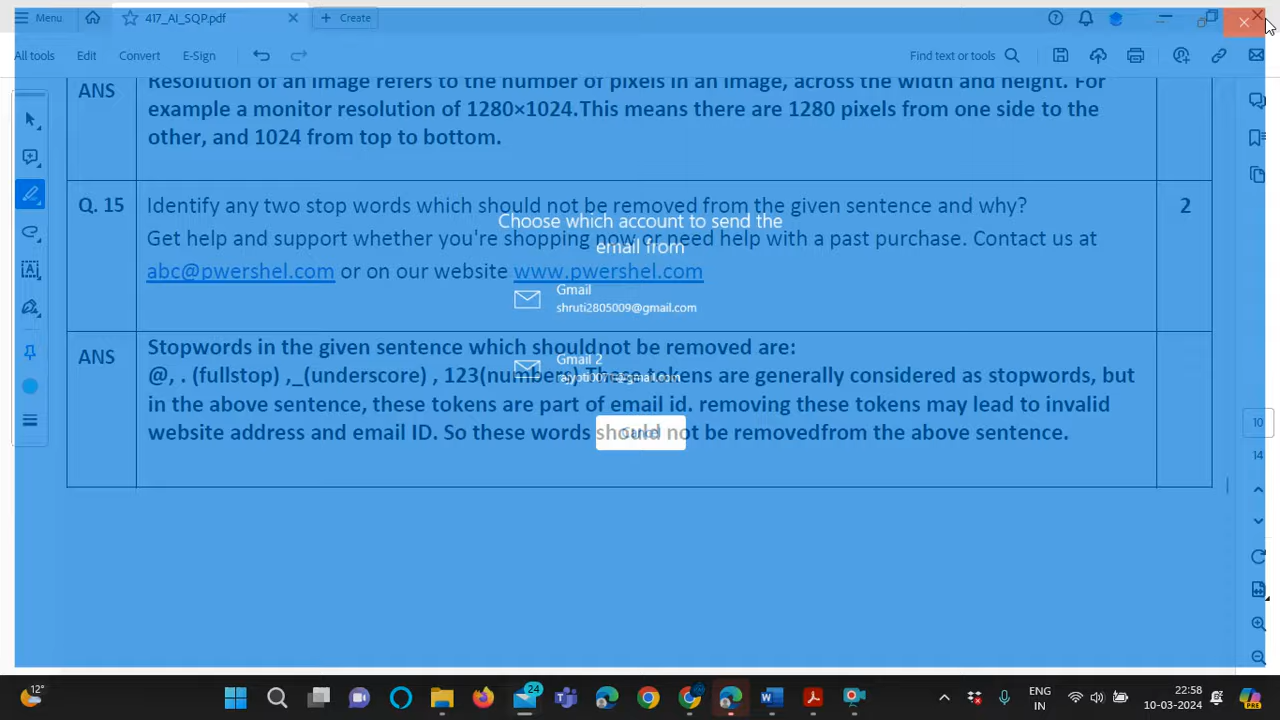 Menu
417_AI_SQP.pdf
Create
All tools
Edit
Convert
E-Sign
Find text or tools
ANS
Resolution of an image refers to the number of pixels in an image, across the width and height. For
example a monitor resolution of 1280×1024.This means there are 1280 pixels from one side to the
other, and 1024 from top to bottom.
Q. 15
Identify any two stop words which should not be removed from the given sentence and why?
2
Get help and support whether you're shopping now or need help with a past purchase. Contact us at
abc@pwershel.com or on our website www.pwershel.com
Choose which account to send the
email from
Gmail
shruti2805009@gmail.com
Gmail 2
Cancel
ANS
Stopwords in the given sentence which shouldnot be removed are:
@, . (fullstop) ,_(underscore) , 123(numbers) These tokens are generally considered as stopwords, but
in the above sentence, these tokens are part of email id. removing these tokens may lead to invalid
website address and email ID. So these words should not be removedfrom the above sentence.
10
14
12°
24
ENG
IN
22:58
10-03-2024
PRE